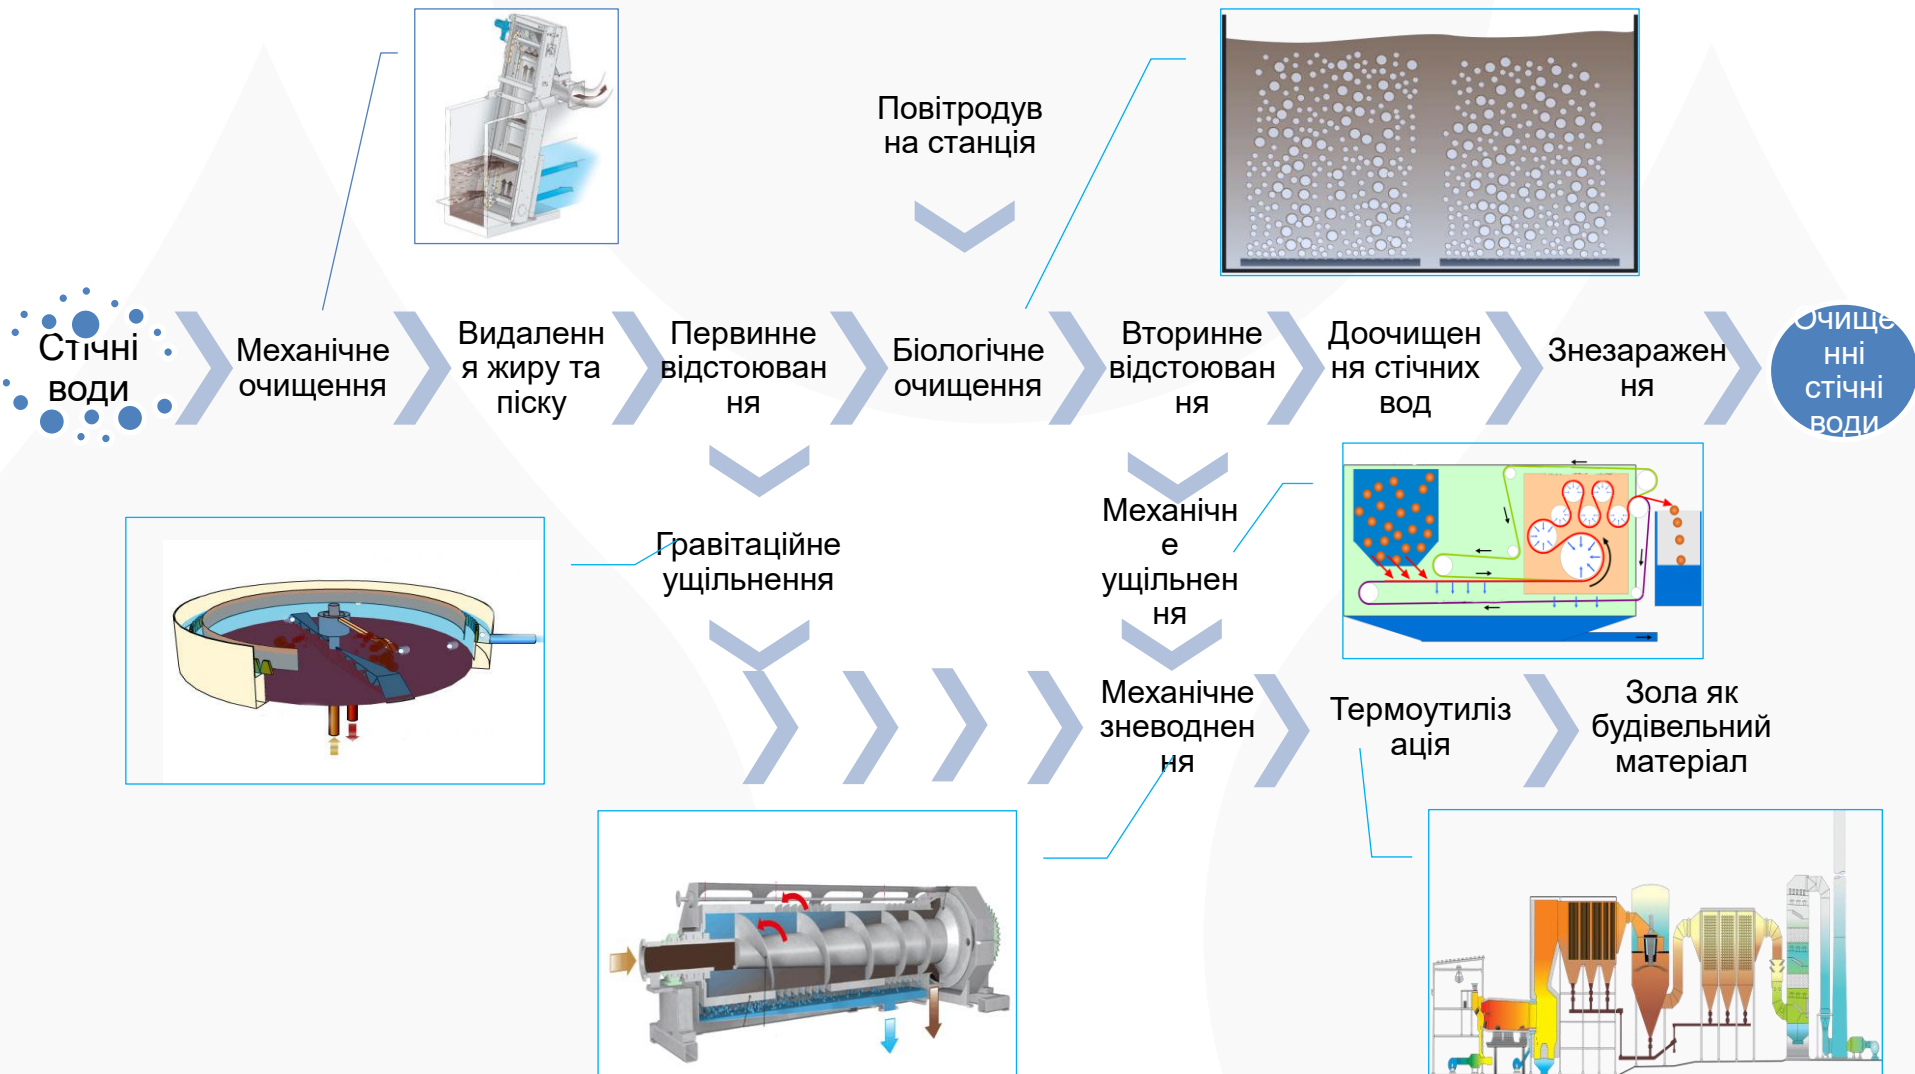 Повітродув
на станція
Стічні
води
Механічне
очищення
Видаленн
я жиру та
піску
Первинне
відстоюван
ня
Біологічне
очищення
Вторинне
відстоюван
ня
Доочищен
ня стічних
вод
Знезаражен
ня
Очище
нні
стічні
води
Гравітаційне
ущільнення
Механічн
е
ущільнен
ня
Механічне
зневоднен
ня
Термоутиліз
ація
Зола як
будівельний
матеріал